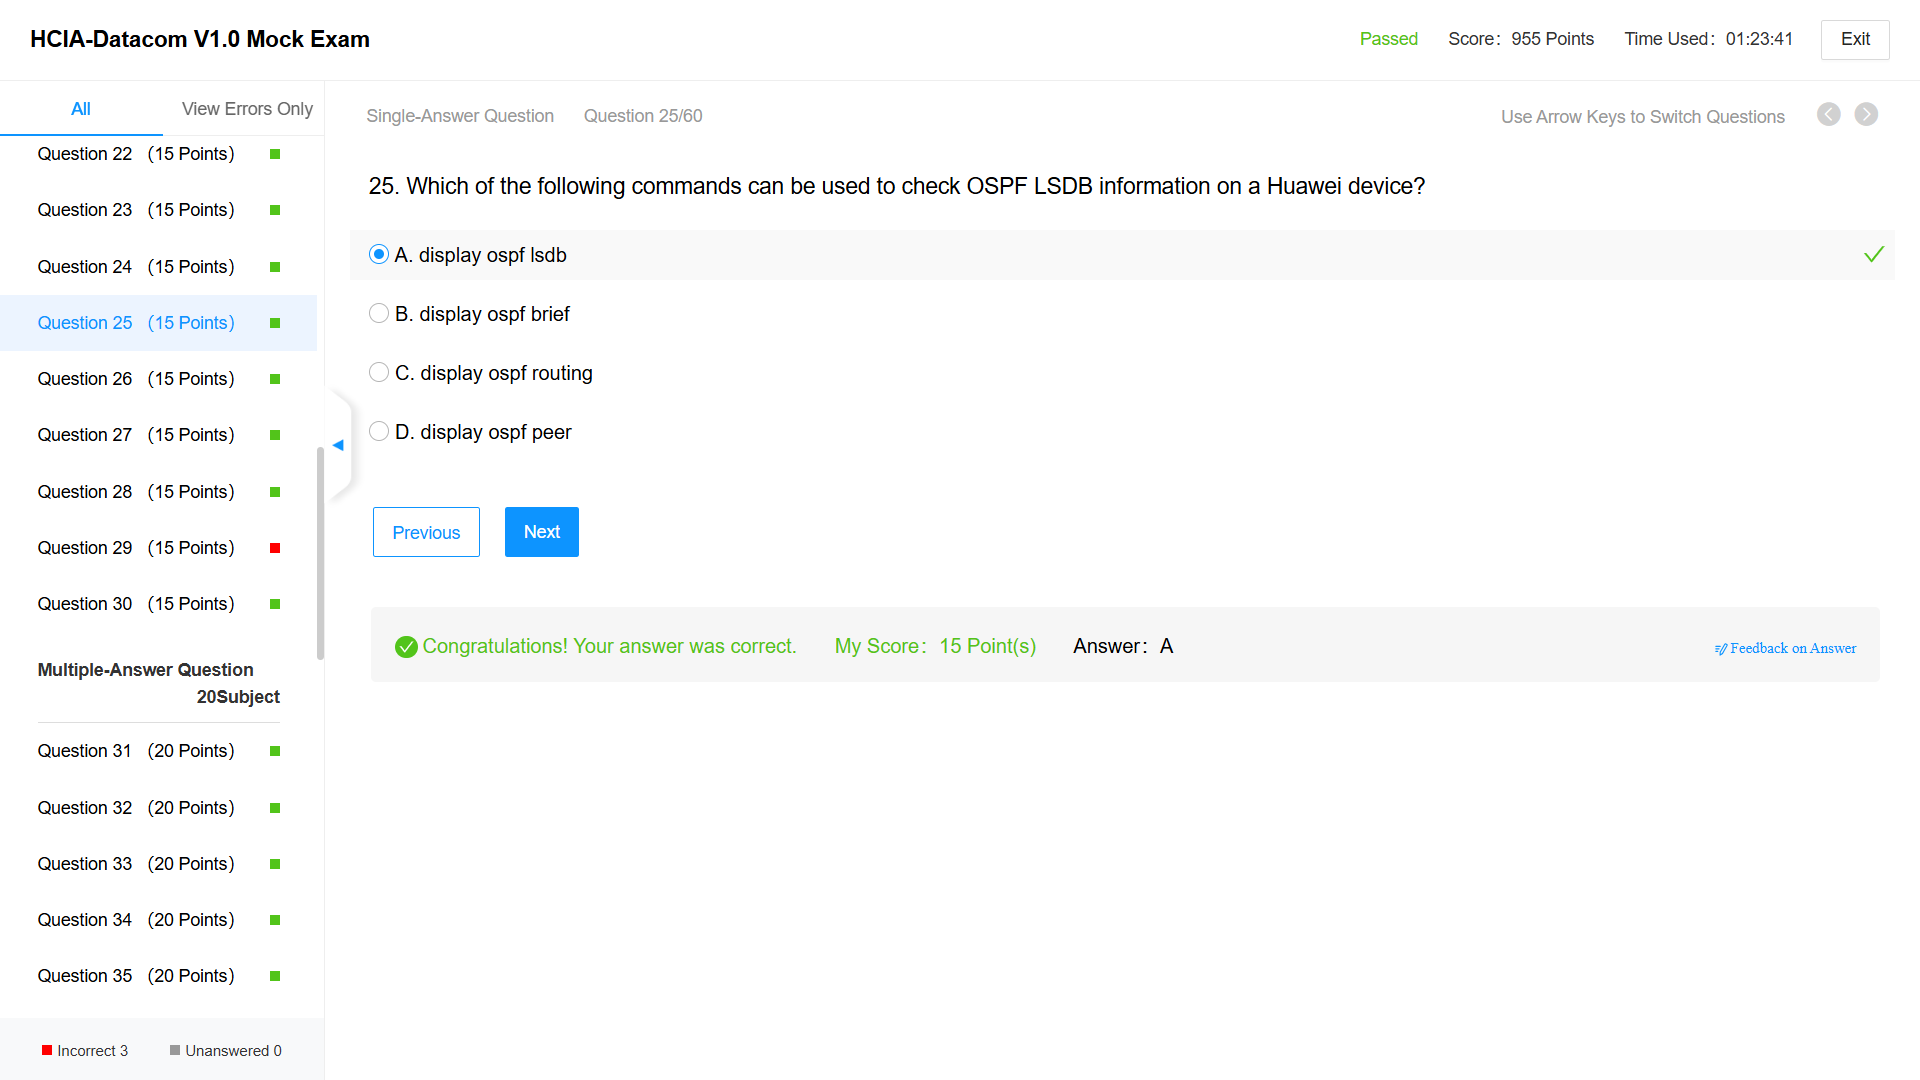 HCIA-Datacom V1.0 Mock Exam
Passed
Score：955 Points
Time Used：01:23:41
Exit
All
View Errors Only
Question 22 （15 Points）
Question 23 （15 Points）
Question 24 （15 Points）
Question 25 （15 Points）
Question 26 （15 Points）
Question 27 （15 Points）
Question 28 （15 Points）
Question 29 （15 Points）
Question 30 （15 Points）
Multiple-Answer Question
20Subject
Question 31 （20 Points）
Question 32 （20 Points）
Question 33 （20 Points）
Question 34 （20 Points）
Question 35 （20 Points）
Incorrect 3
Unanswered 0
Single-Answer Question
Question 25/60
Use Arrow Keys to Switch Questions
25. Which of the following commands can be used to check OSPF LSDB information on a Huawei device?
A. display ospf lsdb
B. display ospf brief
C. display ospf routing
D. display ospf peer
Previous
Next
Congratulations! Your answer was correct.
My Score：15 Point(s)
Answer：A
Feedback on Answer